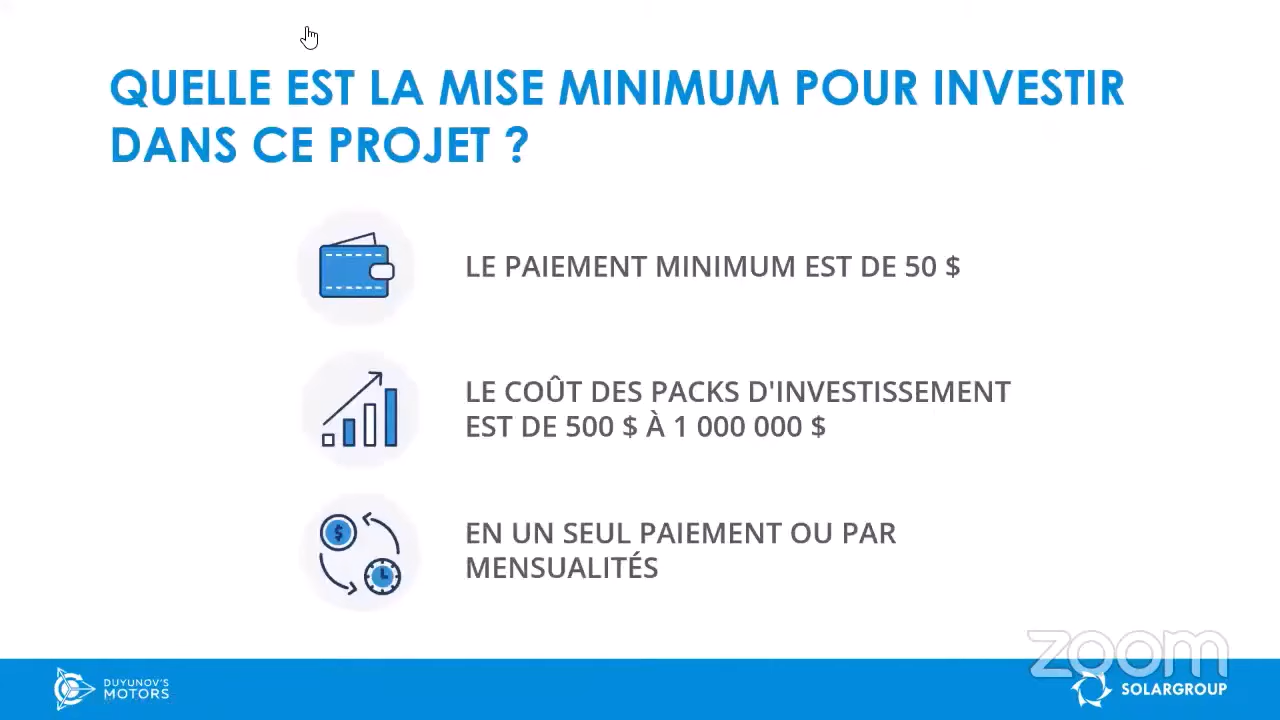 QUELLE EST LA MISE MINIMUM POUR INVESTIR
DANS CE PROJET ?
LE PAIEMENT MINIMUM EST DE 50 $
LE COÛT DES PACKS D'INVESTISSEMENT
EST DE 500 $ À 1 000 000 $
$
EN UN SEUL PAIEMENT OU PAR
MENSUALITÉS
zoom
DUYUNOV'S
MOTORS
SOLARGROUP